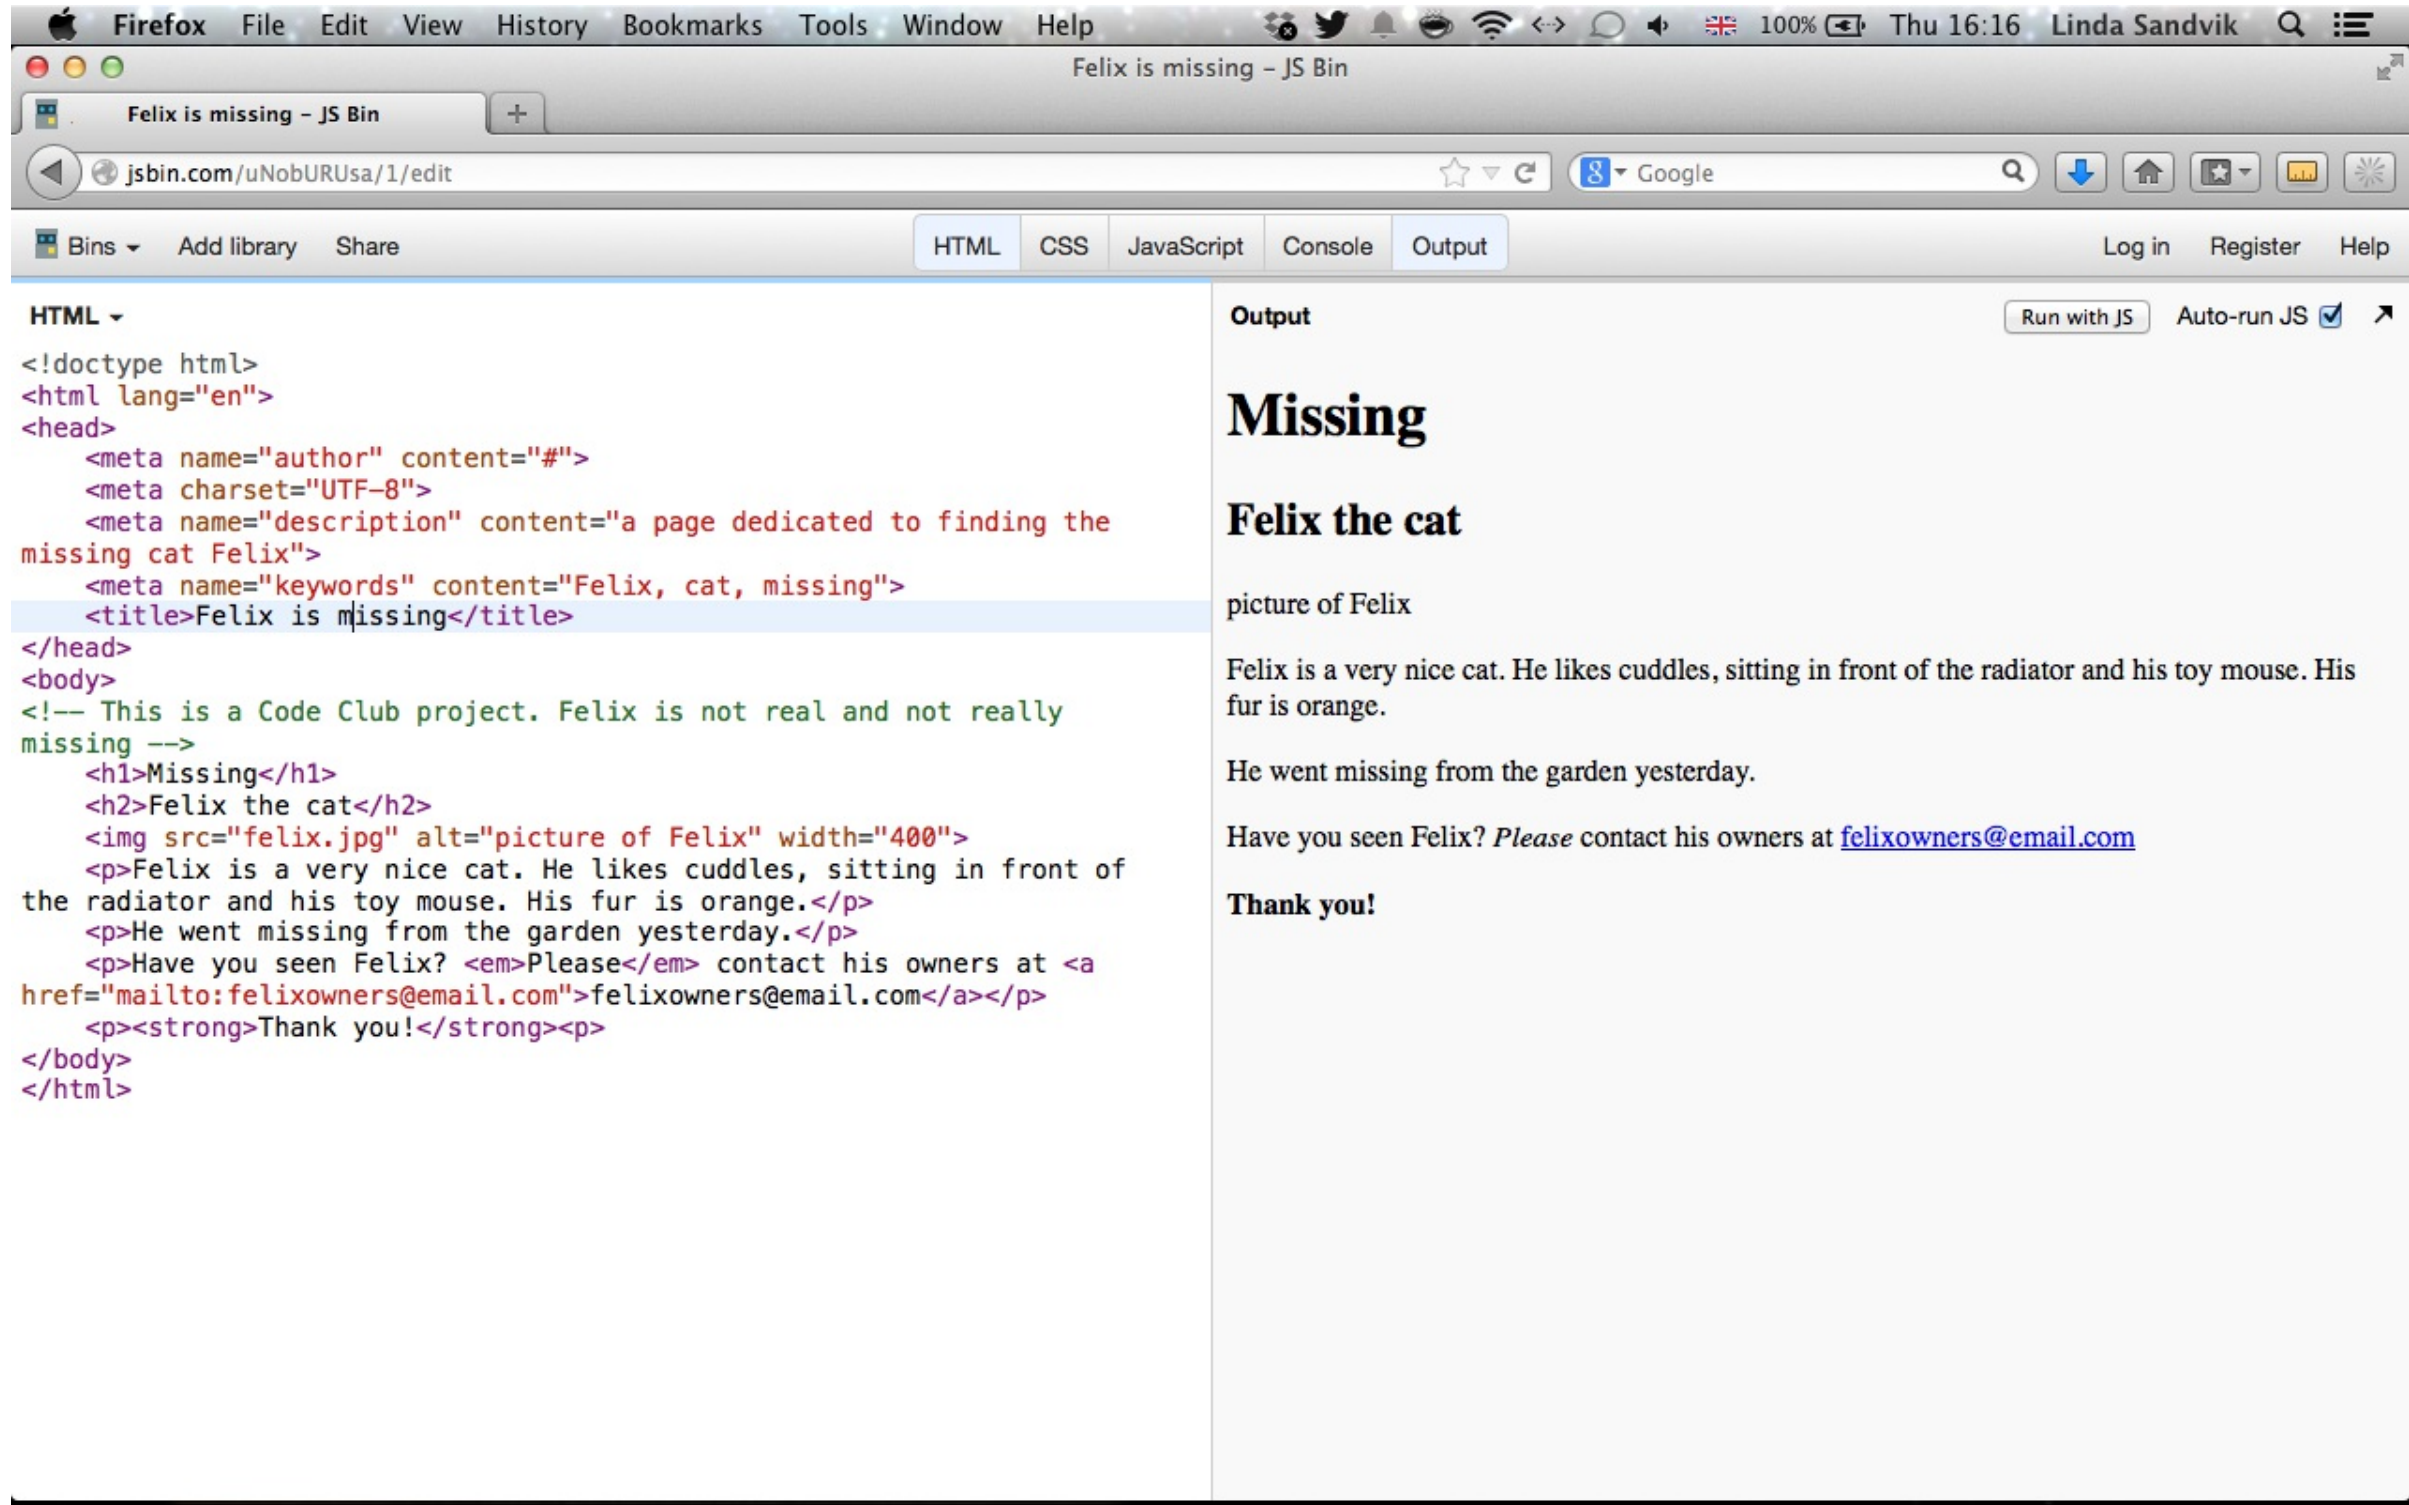 Firefox File Edit View History Bookmarks Tools Window Help 100% Thu 16:16 Linda Sandvik
Felix is missing – JS Bin
Felix is missing – JS Bin
jsbin.com/uNobURUsa/1/edit Google
Bins Add library Share HTML CSS JavaScript Console Output Log in Register Help
HTML
<!doctype html>
<html lang="en">
<head>
    <meta name="author" content="#">
    <meta charset="UTF-8">
    <meta name="description" content="a page dedicated to finding the
missing cat Felix">
    <meta name="keywords" content="Felix, cat, missing">
    <title>Felix is missing</title>
</head>
<body>
<!-- This is a Code Club project. Felix is not real and not really
missing -->
    <h1>Missing</h1>
    <h2>Felix the cat</h2>
    <img src="felix.jpg" alt="picture of Felix" width="400">
    <p>Felix is a very nice cat. He likes cuddles, sitting in front of
the radiator and his toy mouse. His fur is orange.</p>
    <p>He went missing from the garden yesterday.</p>
    <p>Have you seen Felix? <em>Please</em> contact his owners at <a
href="mailto:felixowners@email.com">felixowners@email.com</a></p>
    <p><strong>Thank you!</strong><p>
</body>
</html>
Output Run with JS Auto-run JS
Missing
Felix the cat
picture of Felix
Felix is a very nice cat. He likes cuddles, sitting in front of the radiator and his toy mouse. His
fur is orange.
He went missing from the garden yesterday.
Have you seen Felix? Please contact his owners at felixowners@email.com
Thank you!